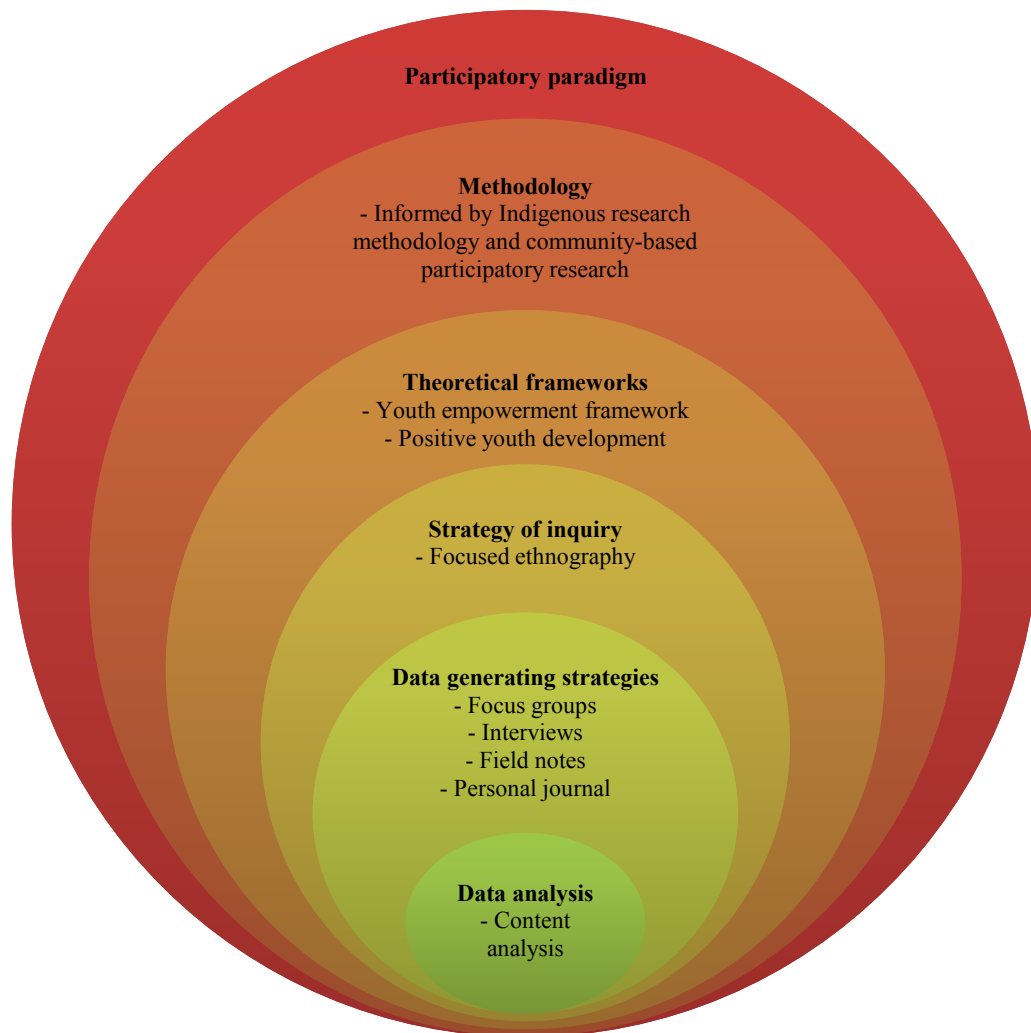 Participatory paradigm
Methodology
- Informed by Indigenous research
methodology and community-based
participatory research
Theoretical frameworks
- Youth empowerment framework
- Positive youth development
Strategy of inquiry
- Focused ethnography
Data generating strategies
- Focus groups
- Interviews
- Field notes
- Personal journal
Data analysis
- Content
analysis